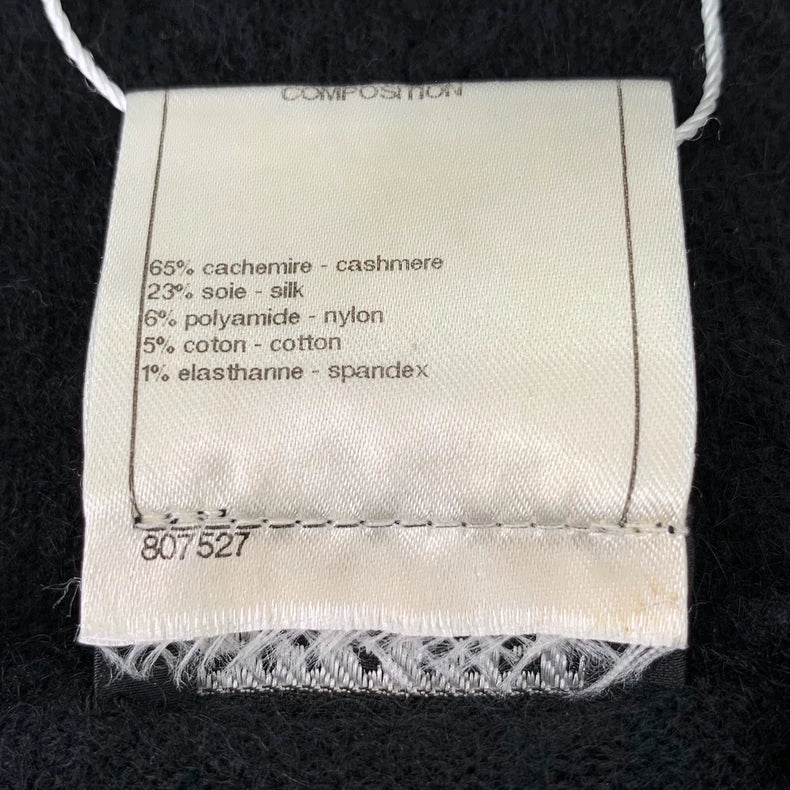 COMPOSITION
65% cachemire - cashmere
23% soie - silk
6% polyamide - nylon
5% coton - cotton
1% elasthanne - spandex
807527